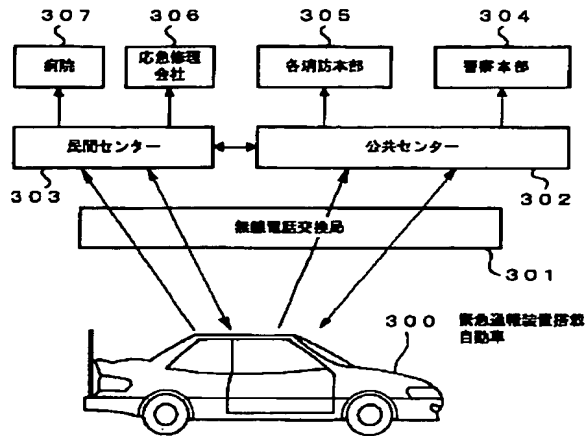 ３０７
３０６
３０５
３０４
病院
応急修理
会社
各消防本部
警察本部
民間センター
公共センター
３０３
３０２
無線電話交換局
３０１
３００
緊急通報装置搭載
自動車